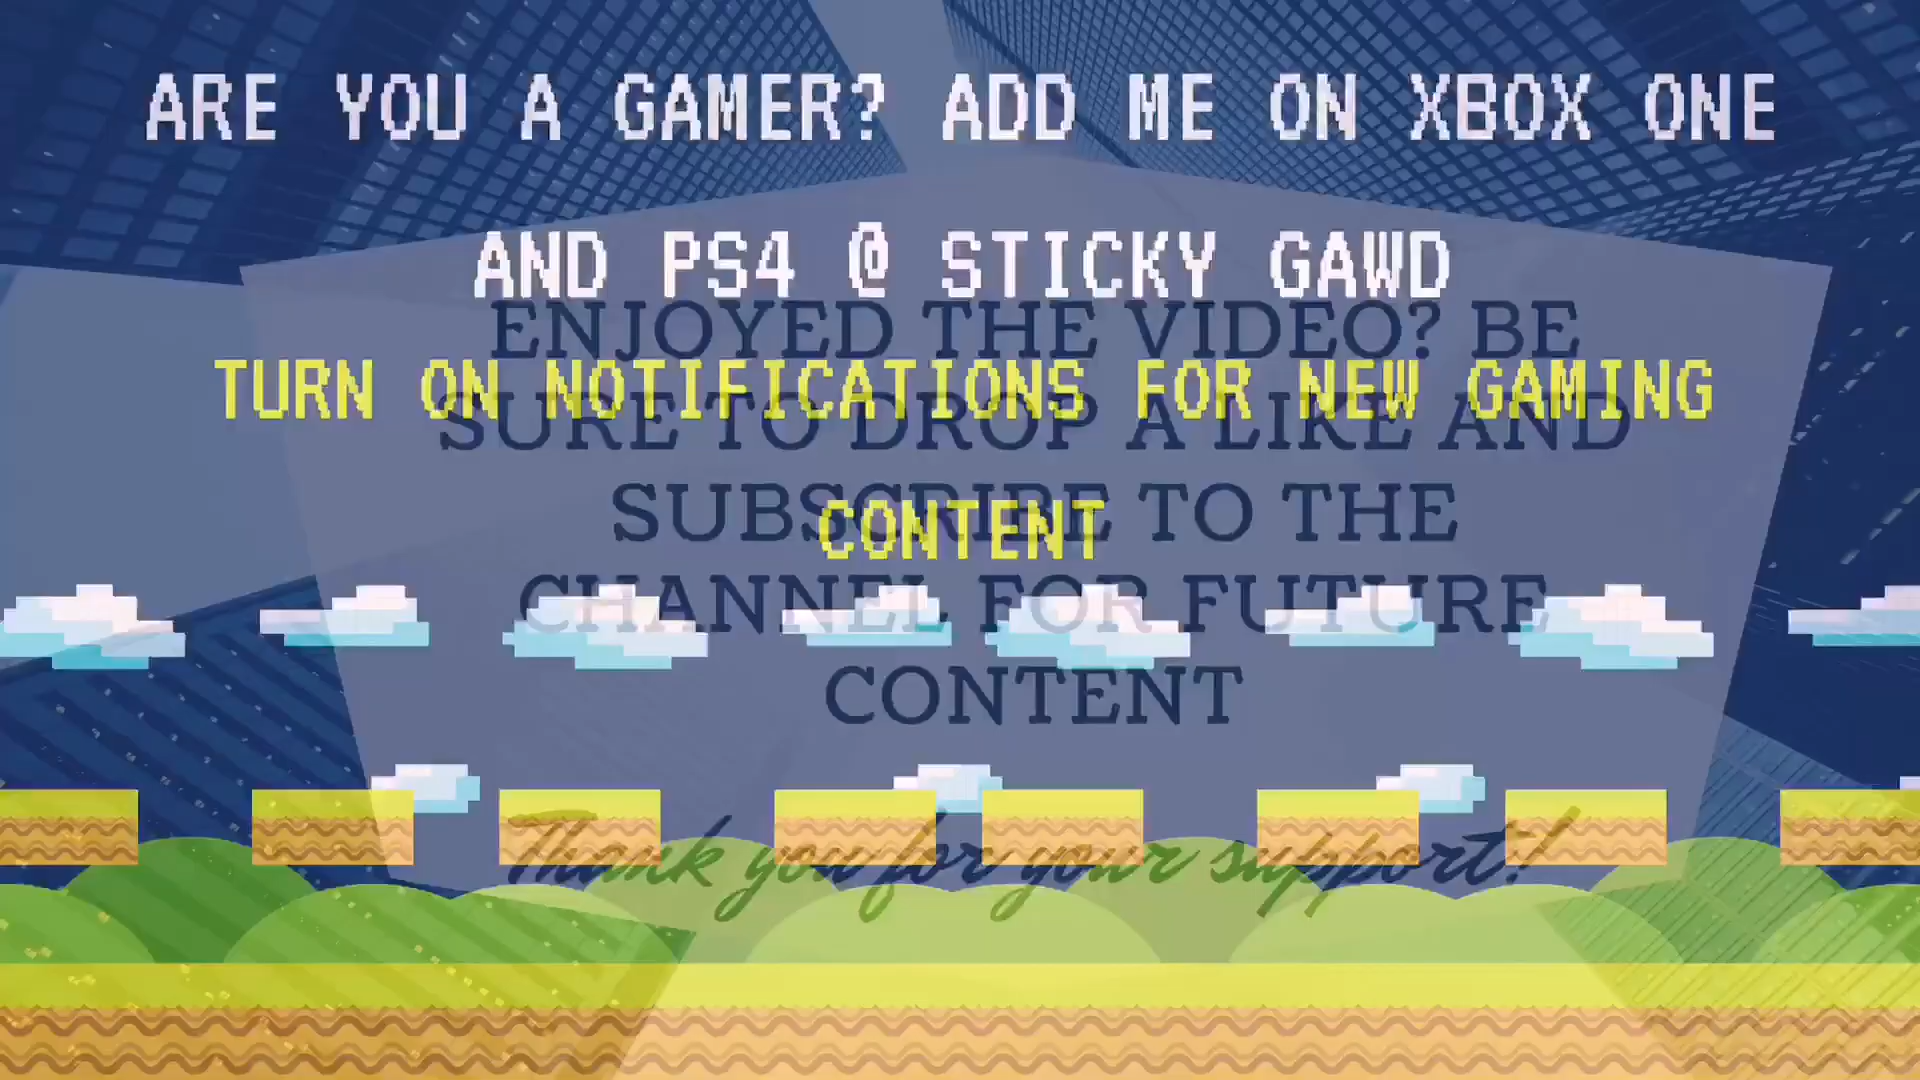 ARE YOU A GAMER? ADD ME ON XBOX ONE
AND PS4 @ STICKY GAWD
ENJOYED THE VIDEO? BE
TURN ON NOTIFICATIONS FOR NEW GAMING
SURE TO DROP A LIKE AND
SUBSCRIBE TO THE
CONTENT
CHANNEL FOR FUTURE
CONTENT
Thank you for your support!